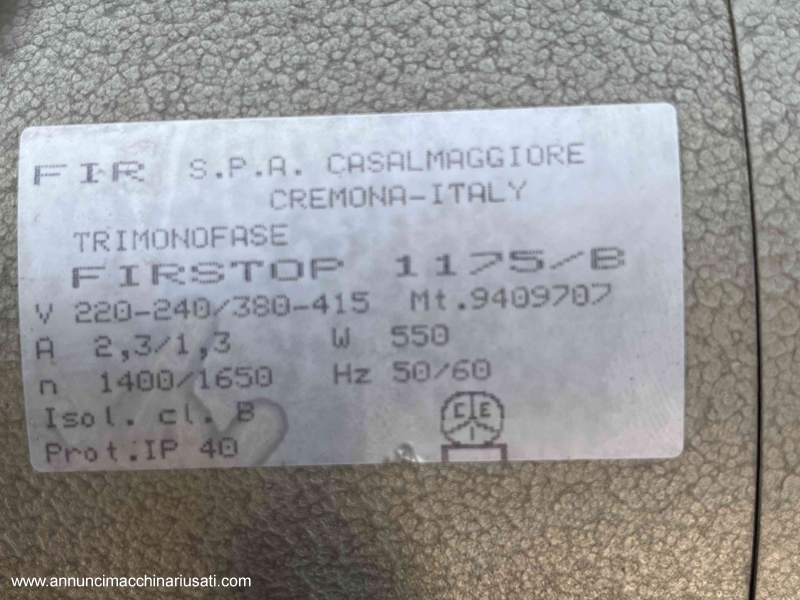 FIR S.P.A. CASALMAGGIORE
CREMONA-ITALY
TRIMONOFASE
FIRSTOP 1175/B
V 220-240/380-415 Mt.9409707
A 2,3/1,3 W 550
n 1400/1650 Hz 50/60
Isol. cl. B
Prot.IP 40
C E I
www.annuncimacchinariusati.com